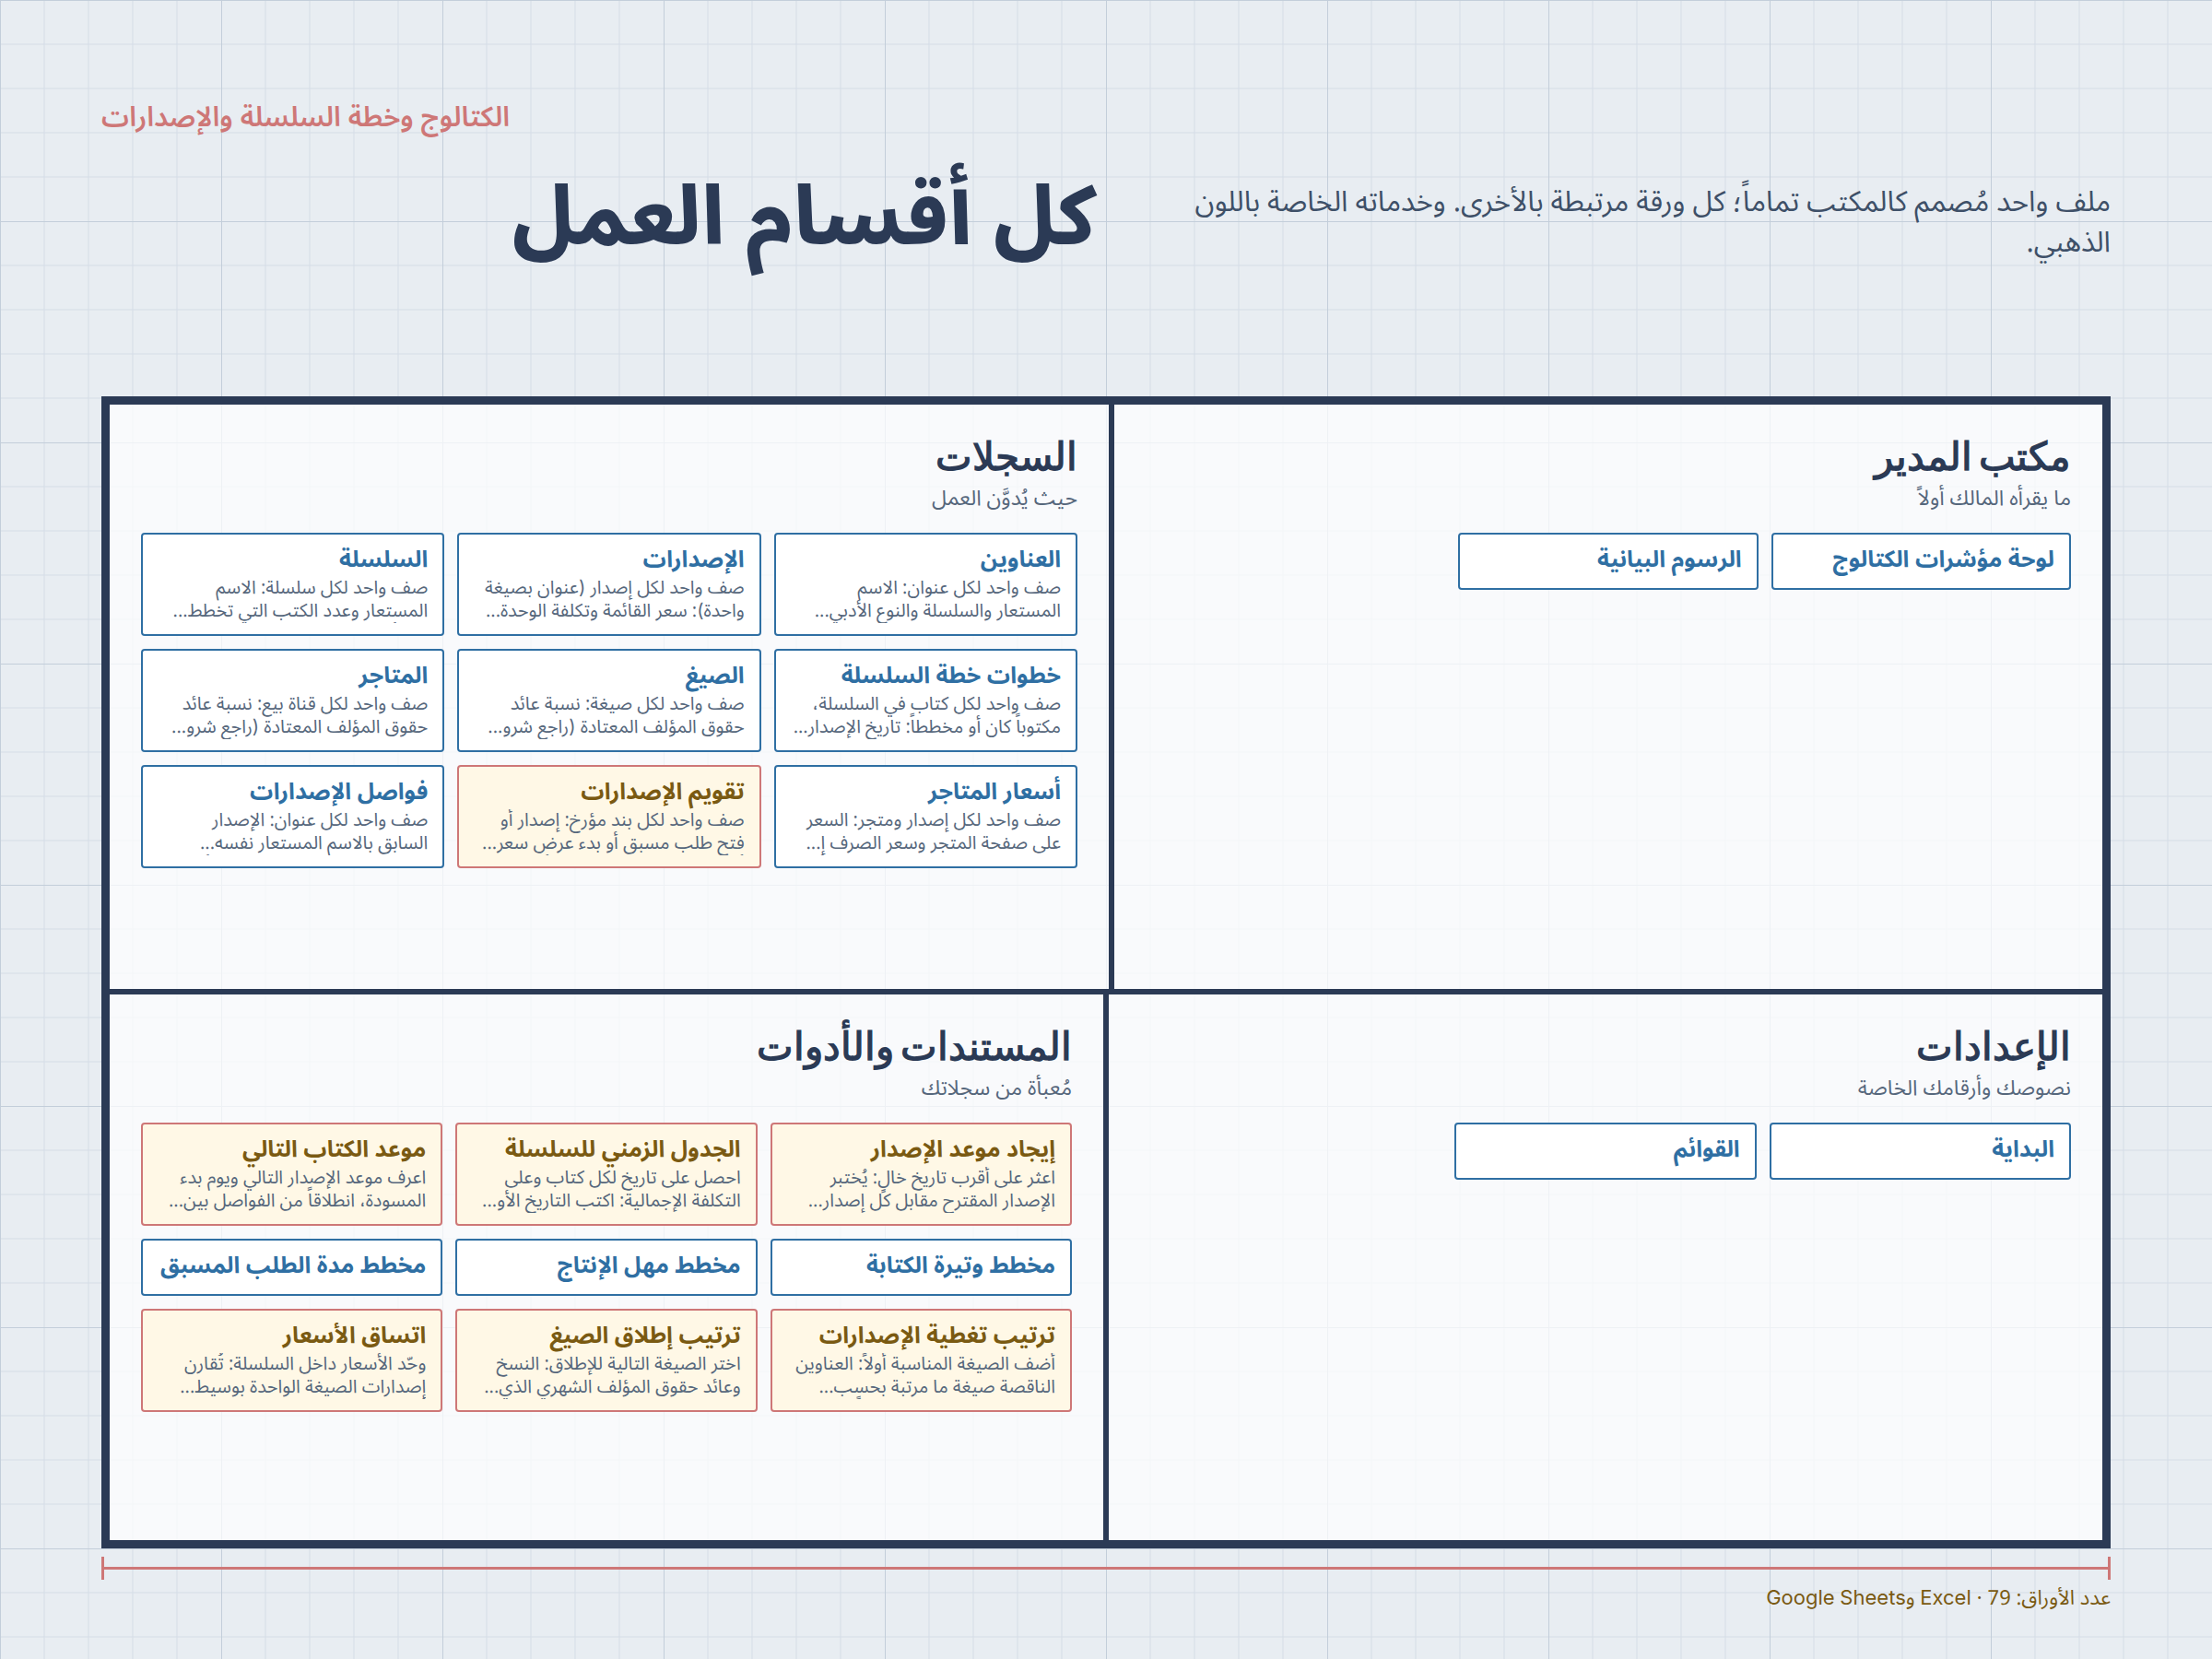 الكتالوج وخطة السلسلة والإصدارات
كل أقسام العمل
ملف واحد مُصمم كالمكتب تماماً؛ كل ورقة مرتبطة بالأخرى. وخدماته الخاصة باللون
الذهبي.
مكتب المدير
ما يقرأه المالك أولاً
لوحة مؤشرات الكتالوج
الرسوم البيانية
السجلات
حيث يُدوَّن العمل
العناوين
صف واحد لكل عنوان: الاسم
المستعار والسلسلة والنوع الأدبي...
الإصدارات
صف واحد لكل إصدار (عنوان بصيغة
واحدة): سعر القائمة وتكلفة الوحدة...
السلسلة
صف واحد لكل سلسلة: الاسم
المستعار وعدد الكتب التي تخطط...
خطوات خطة السلسلة
صف واحد لكل كتاب في السلسلة،
مكتوباً كان أو مخططاً: تاريخ الإصدار...
الصيغ
صف واحد لكل صيغة: نسبة عائد
حقوق المؤلف المعتادة (راجع شرو...
المتاجر
صف واحد لكل قناة بيع: نسبة عائد
حقوق المؤلف المعتادة (راجع شرو...
أسعار المتاجر
صف واحد لكل إصدار ومتجر: السعر
على صفحة المتجر وسعر الصرف إ...
تقويم الإصدارات
صف واحد لكل بند مؤرخ: إصدار أو
فتح طلب مسبق أو بدء عرض سعر...
فواصل الإصدارات
صف واحد لكل عنوان: الإصدار
السابق بالاسم المستعار نفسه...
الإعدادات
نصوصك وأرقامك الخاصة
البداية
القوائم
المستندات والأدوات
مُعبأة من سجلاتك
إيجاد موعد الإصدار
اعثر على أقرب تاريخ خالٍ: يُختبر
الإصدار المقترح مقابل كل إصدار...
الجدول الزمني للسلسلة
احصل على تاريخ لكل كتاب وعلى
التكلفة الإجمالية: اكتب التاريخ الأو...
موعد الكتاب التالي
اعرف موعد الإصدار التالي ويوم بدء
المسودة، انطلاقاً من الفواصل بين...
مخطط وتيرة الكتابة
مخطط مهل الإنتاج
مخطط مدة الطلب المسبق
ترتيب تغطية الإصدارات
أضف الصيغة المناسبة أولاً: العناوين
الناقصة صيغة ما مرتبة بحسب...
ترتيب إطلاق الصيغ
اختر الصيغة التالية للإطلاق: النسخ
وعائد حقوق المؤلف الشهري الذي...
اتساق الأسعار
وحّد الأسعار داخل السلسلة: تُقارن
إصدارات الصيغة الواحدة بوسيط...
عدد الأوراق: 79 · Excel وGoogle Sheets